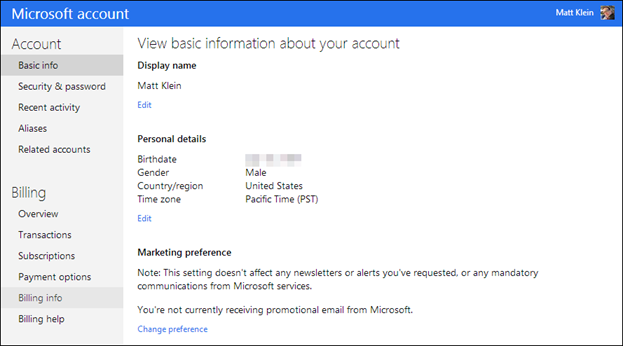 Microsoft account
Matt Klein
Account
Basic info
Security & password
Recent activity
Aliases
Related accounts
Billing
Overview
Transactions
Subscriptions
Payment options
Billing info
Billing help
View basic information about your account
Display name
Matt Klein
Edit
Personal details
Birthdate
Gender Male
Country/region United States
Time zone Pacific Time (PST)
Edit
Marketing preference
Note: This setting doesn't affect any newsletters or alerts you've requested, or any mandatory
communications from Microsoft services.
You're not currently receiving promotional email from Microsoft.
Change preference